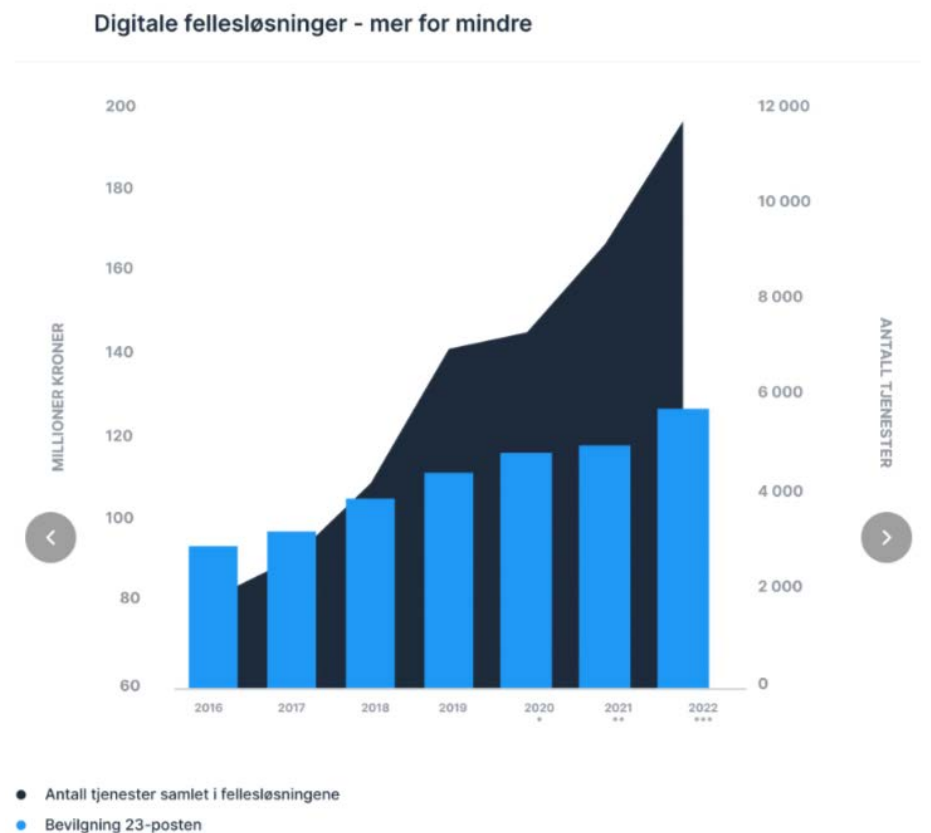 Digitale fellesløsninger - mer for mindre
200
180
160
140
120
100
80
60
MILLIONER KRONER
12 000
10 000
8 000
6 000
4 000
2 000
0
ANTALL TJENESTER
2016 2017 2018 2019 2020 2021 2022
* ** ***
Antall tjenester samlet i fellesløsningene
Bevilgning 23-posten